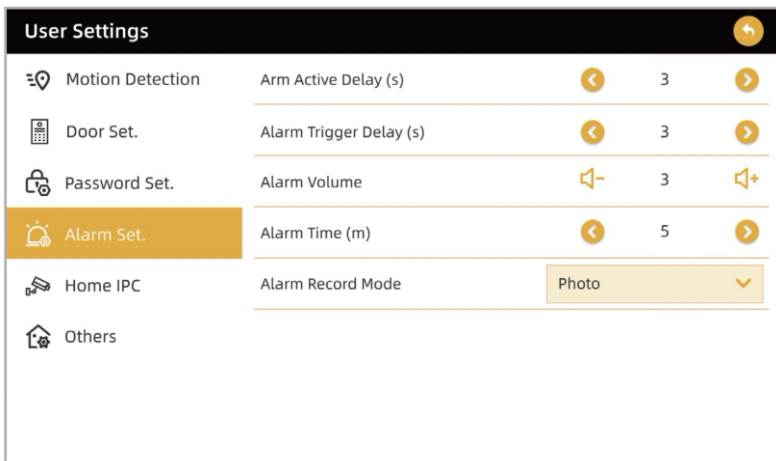 User Settings
Motion Detection
Door Set.
Password Set.
Alarm Set.
Home IPC
Others
Arm Active Delay (s) 3
Alarm Trigger Delay (s) 3
Alarm Volume 3
Alarm Time (m) 5
Alarm Record Mode Photo